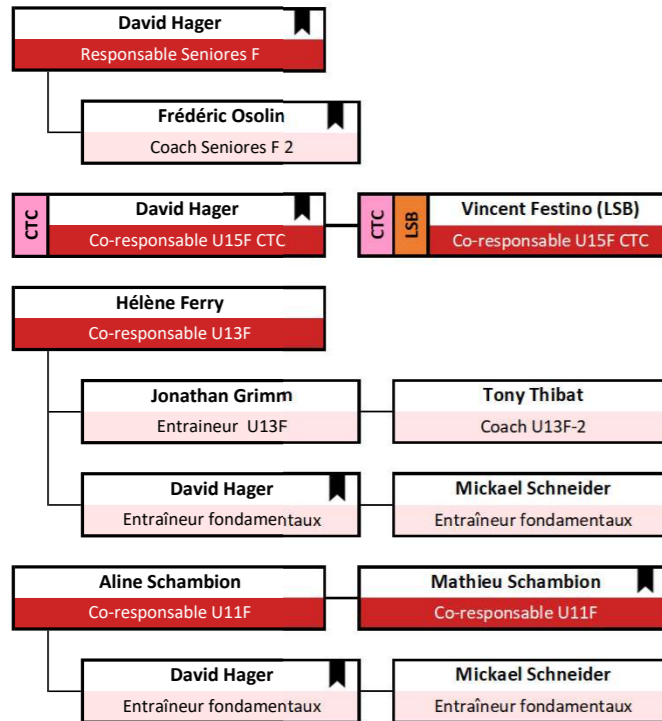 David Hager
Responsable Seniores F
Frédéric Osolin
Coach Seniores F 2
CTC
David Hager
Co-responsable U15F CTC
CTC
LSB
Vincent Festino (LSB)
Co-responsable U15F CTC
Hélène Ferry
Co-responsable U13F
Jonathan Grimm
Entraineur U13F
Tony Thibat
Coach U13F-2
David Hager
Entraîneur fondamentaux
Mickael Schneider
Entraîneur fondamentaux
Aline Schambion
Co-responsable U11F
Mathieu Schambion
Co-responsable U11F
David Hager
Entraîneur fondamentaux
Mickael Schneider
Entraîneur fondamentaux